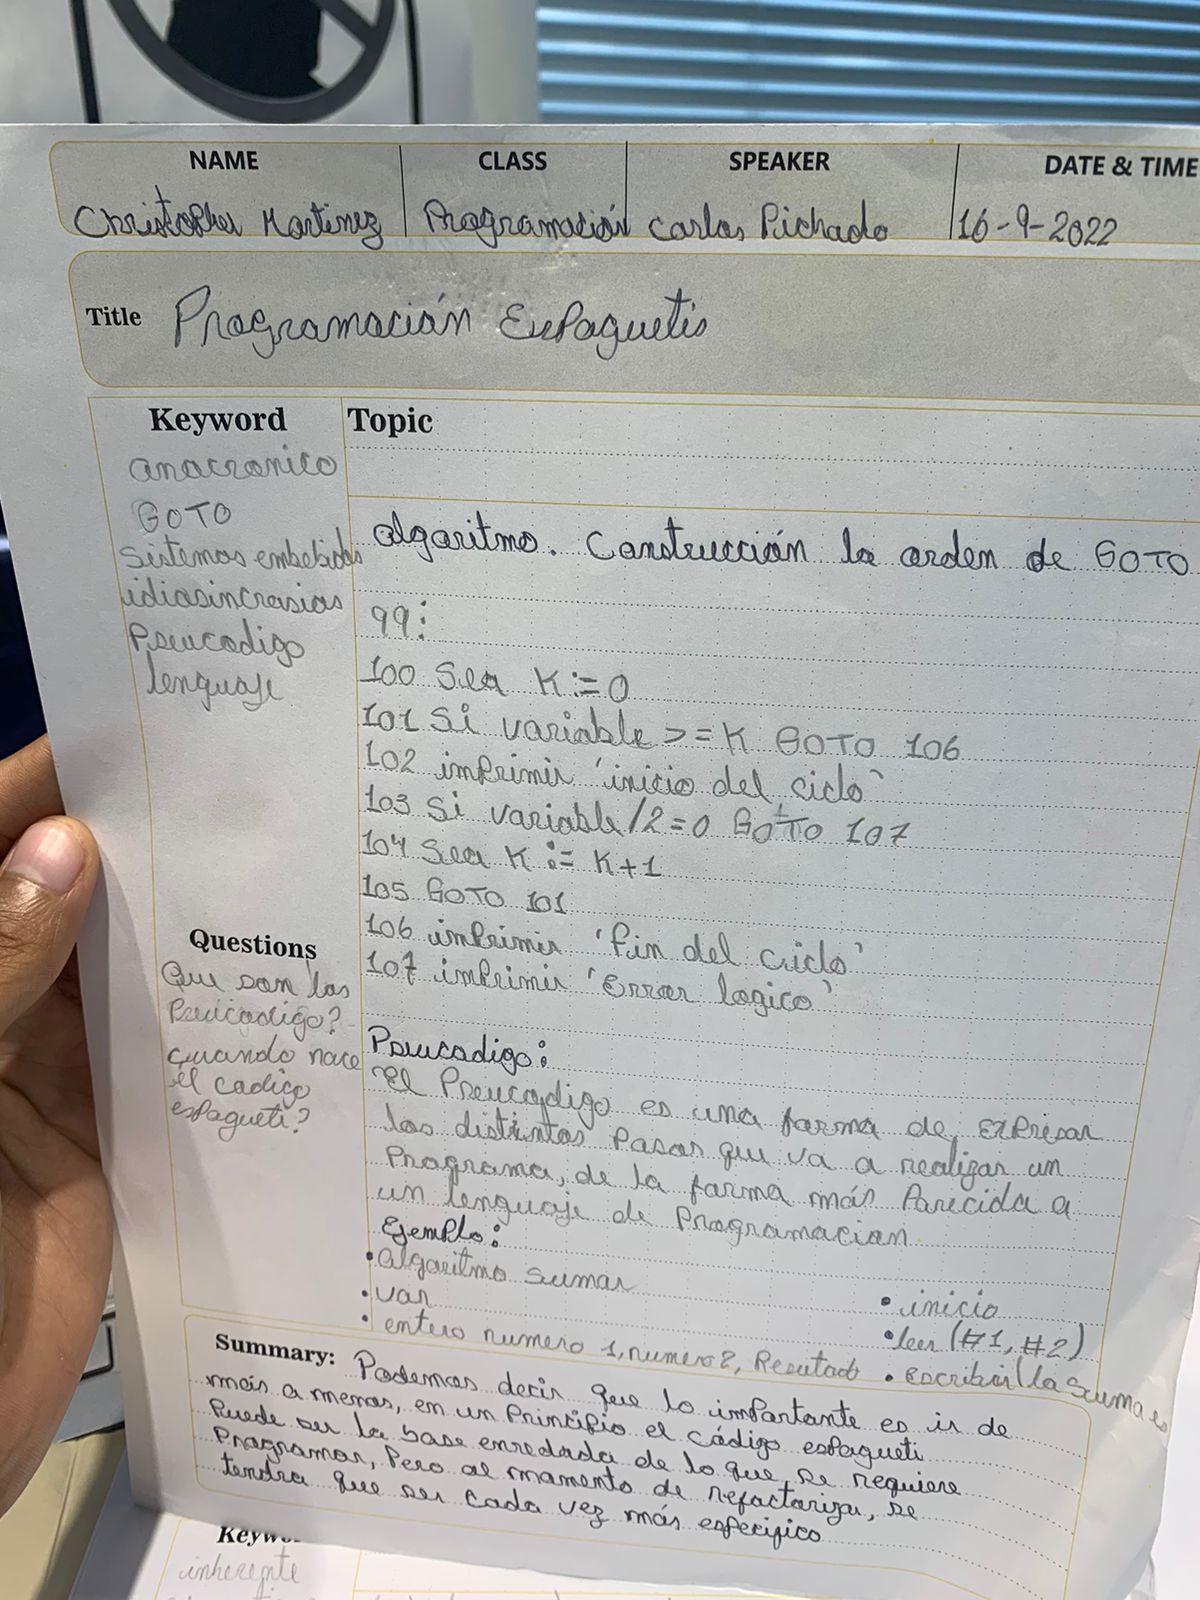 NAME CLASS SPEAKER DATE & TIME
Christopher Martinez Programación Carlos Pichado 16-9-2022
Title Programación Espaguetis
Keyword
anacronico
GOTO
Sistemas embebidos
idiosincrasias
Pseucodigo
lenguaje
Questions
Que son los
Pseucodigo?
cuando nace
el codigo
espagueti?
Topic
algoritmo. Construcción la orden de GOTO
99:
100 Sea K:=0
101 Si variable >=K GOTO 106
102 imprimir 'inicio del ciclo'
103 Si variable/2=0 GOTO 107
104 Sea K:=K+1
105 GOTO 101
106 imprimir 'Fin del ciclo'
107 imprimir 'Error logico'
Pseucodigo:
El Pseucodigo es una forma de expresar
los distintos pasos que va a realizar un
Programa, de la forma más Parecida a
un lenguaje de Programacion
Ejemplo:
•algoritmo sumar
•var
• entero numero 1, numero 2, Resultado
• inicio
•leer (#1, #2)
• escribir (la suma es
Summary: Podemos decir que lo importante es ir de
más a menos, en un Principio el código espagueti
Puede ser la base enredada de lo que se requiere
Programar, Pero al momento de refactorizar, se
tendra que ser cada vez más especifico
inherente